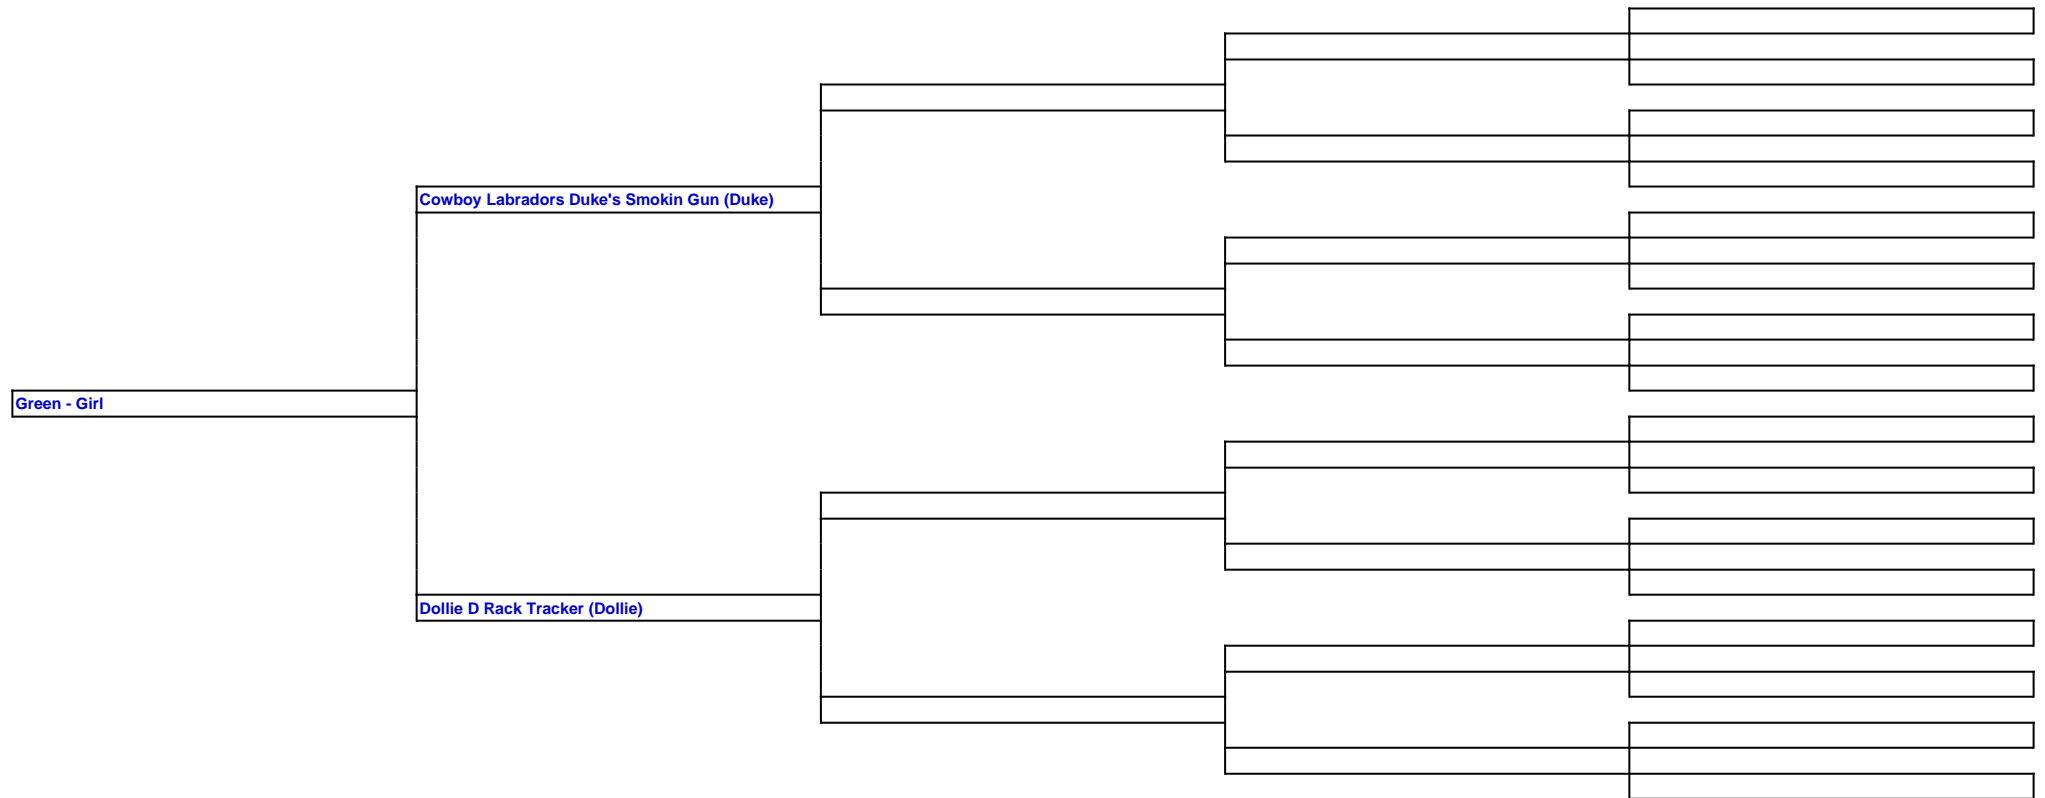 Cowboy Labradors Duke's Smokin Gun (Duke)
Green - Girl
Dollie D Rack Tracker (Dollie)